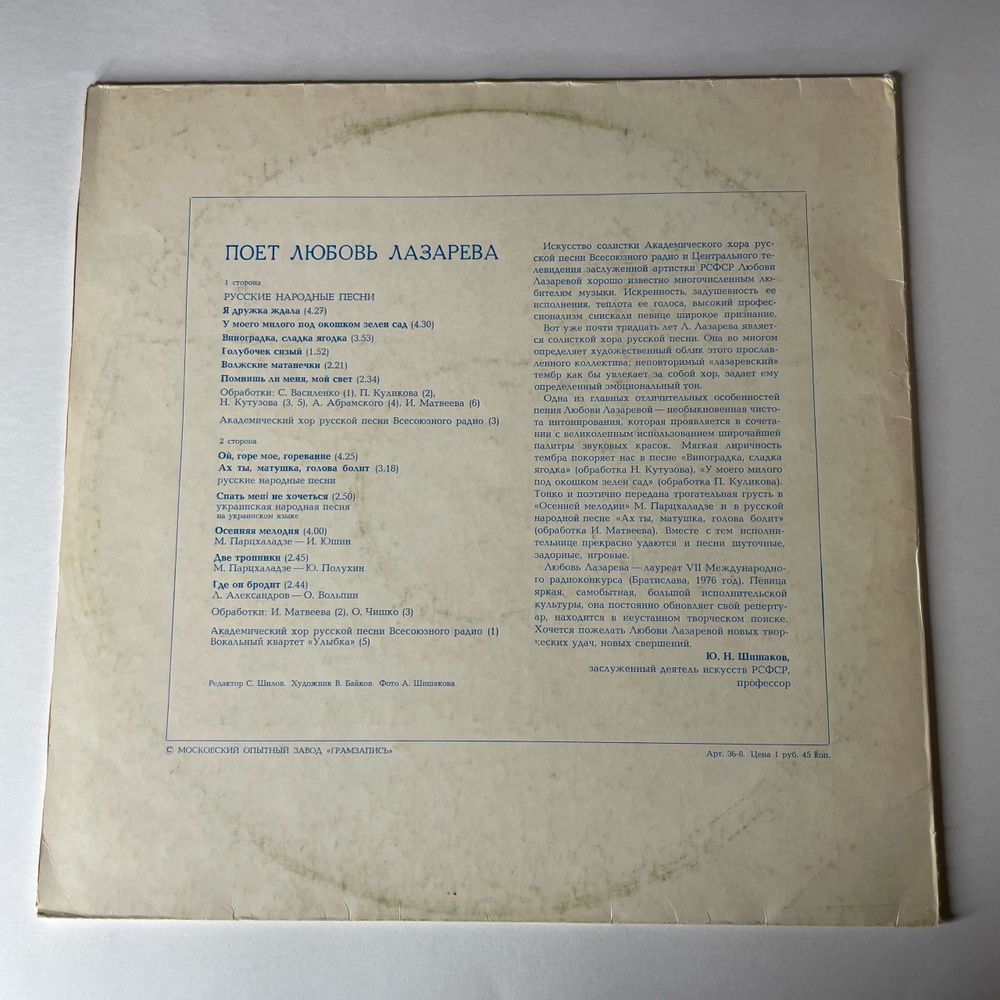 ПОЕТ ЛЮБОВЬ ЛАЗАРЕВА
1 сторона
РУССКИЕ НАРОДНЫЕ ПЕСНИ
Я дружка ждала (4.27)
У моего милого под окошком зелен сад (4.30)
Виноградка, сладка ягодка (3.53)
Голубочек сизый (1.52)
Волжские матанечки (2.21)
Помнишь ли меня, мой свет (2.34)
Обработки: С. Василенко (1), П. Куликова (2),
Н. Кутузова (3, 5), А. Абрамского (4), И. Матвеева (6)
Академический хор русской песни Всесоюзного радио (3)
2 сторона
Ой, горе мое, горевание (4.25)
Ах ты, матушка, голова болит (3.18)
русские народные песни
Спать мені не хочеться (2.50)
украинская народная песня
на украинском языке
Осенняя мелодия (4.00)
М. Парцхаладзе — И. Юшин
Две тропинки (2.45)
М. Парцхаладзе — Ю. Полухин
Где он бродит (2.44)
Л. Александров — О. Вольпин
Обработки: И. Матвеева (2), О. Чишко (3)
Академический хор русской песни Всесоюзного радио (1)
Вокальный квартет «Улыбка» (5)
Редактор С. Шилов. Художник В. Байков. Фото А. Шишакова
Искусство солистки Академического хора рус-
ской песни Всесоюзного радио и Центрального те-
левидения заслуженной артистки РСФСР Любови
Лазаревой хорошо известно многочисленным лю-
бителям музыки. Искренность, задушевность ее
исполнения, теплота ее голоса, высокий профес-
сионализм снискали певице широкое признание.
Вот уже почти тридцать лет Л. Лазарева являет-
ся солисткой хора русской песни. Она во многом
определяет художественный облик этого прослав-
ленного коллектива; неповторимый «лазаревский»
тембр как бы увлекает за собой хор, задает ему
определенный эмоциональный тон.
Одна из главных отличительных особенностей
пения Любови Лазаревой — необыкновенная чисто-
та интонирования, которая проявляется в сочета-
нии с великолепным использованием широчайшей
палитры звуковых красок. Мягкая лиричность
тембра покоряет нас в песне «Виноградка, сладка
ягодка» (обработка Н. Кутузова), «У моего милого
под окошком зелен сад» (обработка П. Куликова).
Тонко и поэтично передана трогательная грусть в
«Осенней мелодии» М. Парцхаладзе и в русской
народной песне «Ах ты, матушка, голова болит»
(обработка И. Матвеева). Вместе с тем исполни-
тельнице прекрасно удаются и песни шуточные,
задорные, игровые.
Любовь Лазарева — лауреат VII Международно-
го радиоконкурса (Братислава, 1976 год). Певица
яркая, самобытная, большой исполнительской
культуры, она постоянно обновляет свой реперту-
ар, находится в неустанном творческом поиске.
Хочется пожелать Любови Лазаревой новых твор-
ческих удач, новых свершений.
Ю. Н. Шишаков,
заслуженный деятель искусств РСФСР,
профессор
© МОСКОВСКИЙ ОПЫТНЫЙ ЗАВОД «ГРАМЗАПИСЬ»
Арт. 36-8. Цена 1 руб. 45 коп.